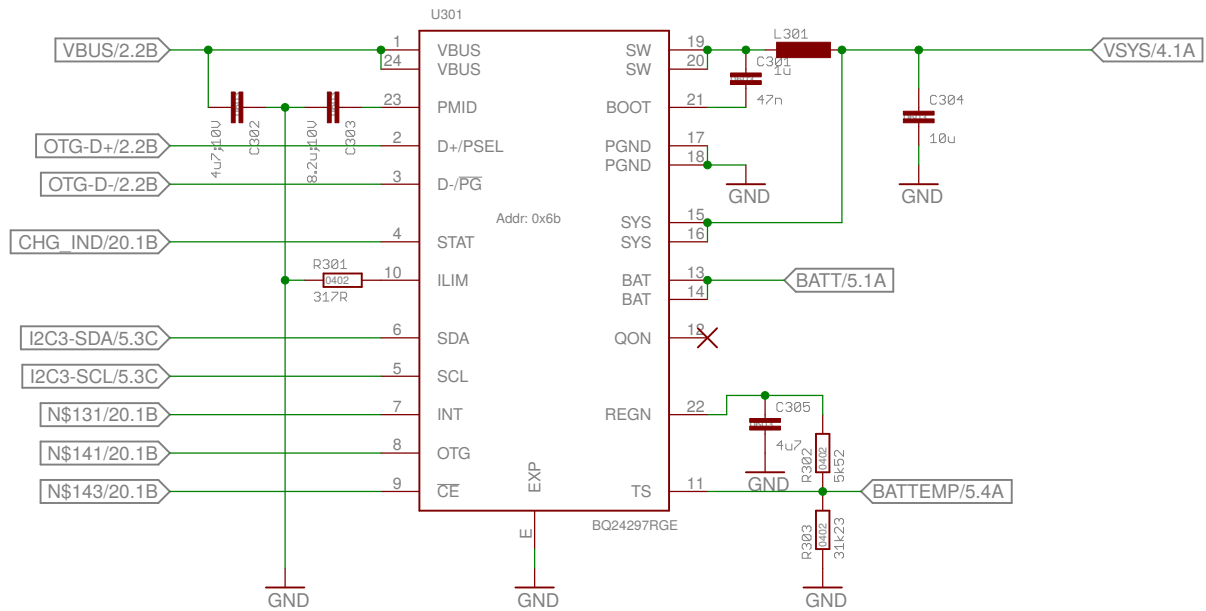 U301
VBUS/2.2B
1
VBUS
24
VBUS
23
PMID
4u7;10V
C302
8.2u;10V
C303
OTG-D+/2.2B
2
D+/PSEL
OTG-D-/2.2B
3
D-/PG
Addr: 0x6b
CHG_IND/20.1B
4
STAT
R301
0402
317R
10
ILIM
I2C3-SDA/5.3C
6
SDA
I2C3-SCL/5.3C
5
SCL
N$131/20.1B
7
INT
N$141/20.1B
8
OTG
N$143/20.1B
9
CE
EXP
E
BQ24297RGE
GND
GND
SW
19
SW
20
L301
1u
C301
47n
VSYS/4.1A
BOOT
21
C304
10u
GND
PGND
17
PGND
18
GND
SYS
15
SYS
16
BAT
13
BAT
14
BATT/5.1A
QON
12
REGN
22
C305
4u7
GND
R302
0402
5k52
TS
11
BATTEMP/5.4A
R303
0402
31k23
GND